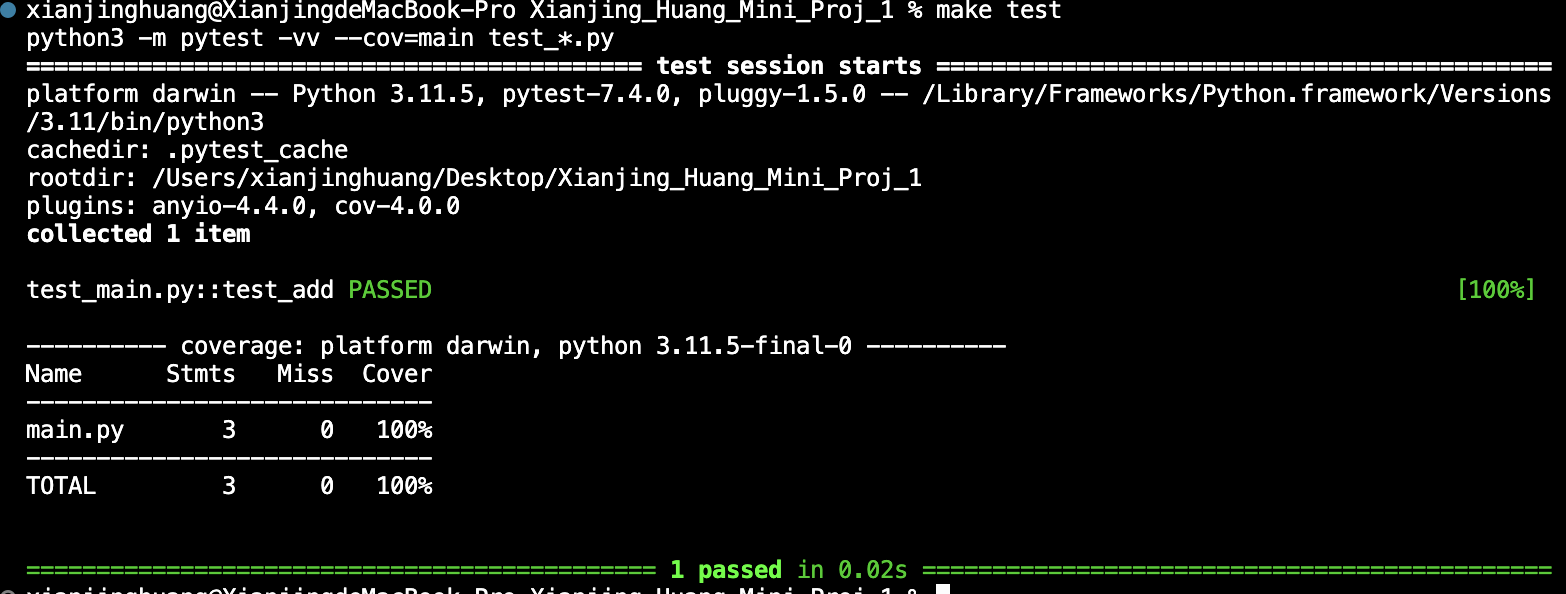 xianjinghuang@XianjingdeMacBook-Pro Xianjing_Huang_Mini_Proj_1 % make test
python3 -m pytest -vv --cov=main test_*.py
============================================ test session starts ============================================
platform darwin -- Python 3.11.5, pytest-7.4.0, pluggy-1.5.0 -- /Library/Frameworks/Python.framework/Versions
/3.11/bin/python3
cachedir: .pytest_cache
rootdir: /Users/xianjinghuang/Desktop/Xianjing_Huang_Mini_Proj_1
plugins: anyio-4.4.0, cov-4.0.0
collected 1 item
test_main.py::test_add PASSED [100%]
---------- coverage: platform darwin, python 3.11.5-final-0 ----------
Name      Stmts   Miss  Cover
-----------------------------
main.py       3      0   100%
-----------------------------
TOTAL         3      0   100%
============================================= 1 passed in 0.02s =============================================
xianjinghuang@XianjingdeMacBook-Pro Xianjing_Huang_Mini_Proj_1 %